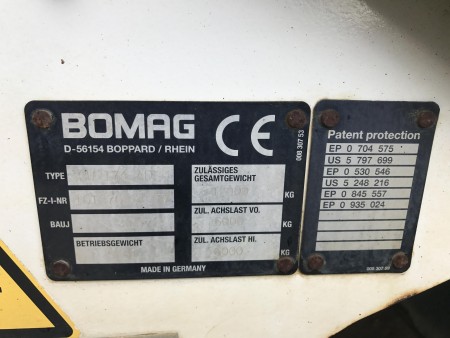 BOMAG
CE
D-56154 BOPPARD / RHEIN
TYPE
ZULÄSSIGES
GESAMTGEWICHT
KG
FZ-I-NR
BAUJ
ZUL. ACHSLAST VO.
KG
BETRIEBSGEWICHT
ZUL. ACHSLAST HI.
KG
MADE IN GERMANY
008 307 53
Patent protection
EP 0 704 575
US 5 797 699
EP 0 530 546
US 5 248 216
EP 0 845 557
EP 0 935 024